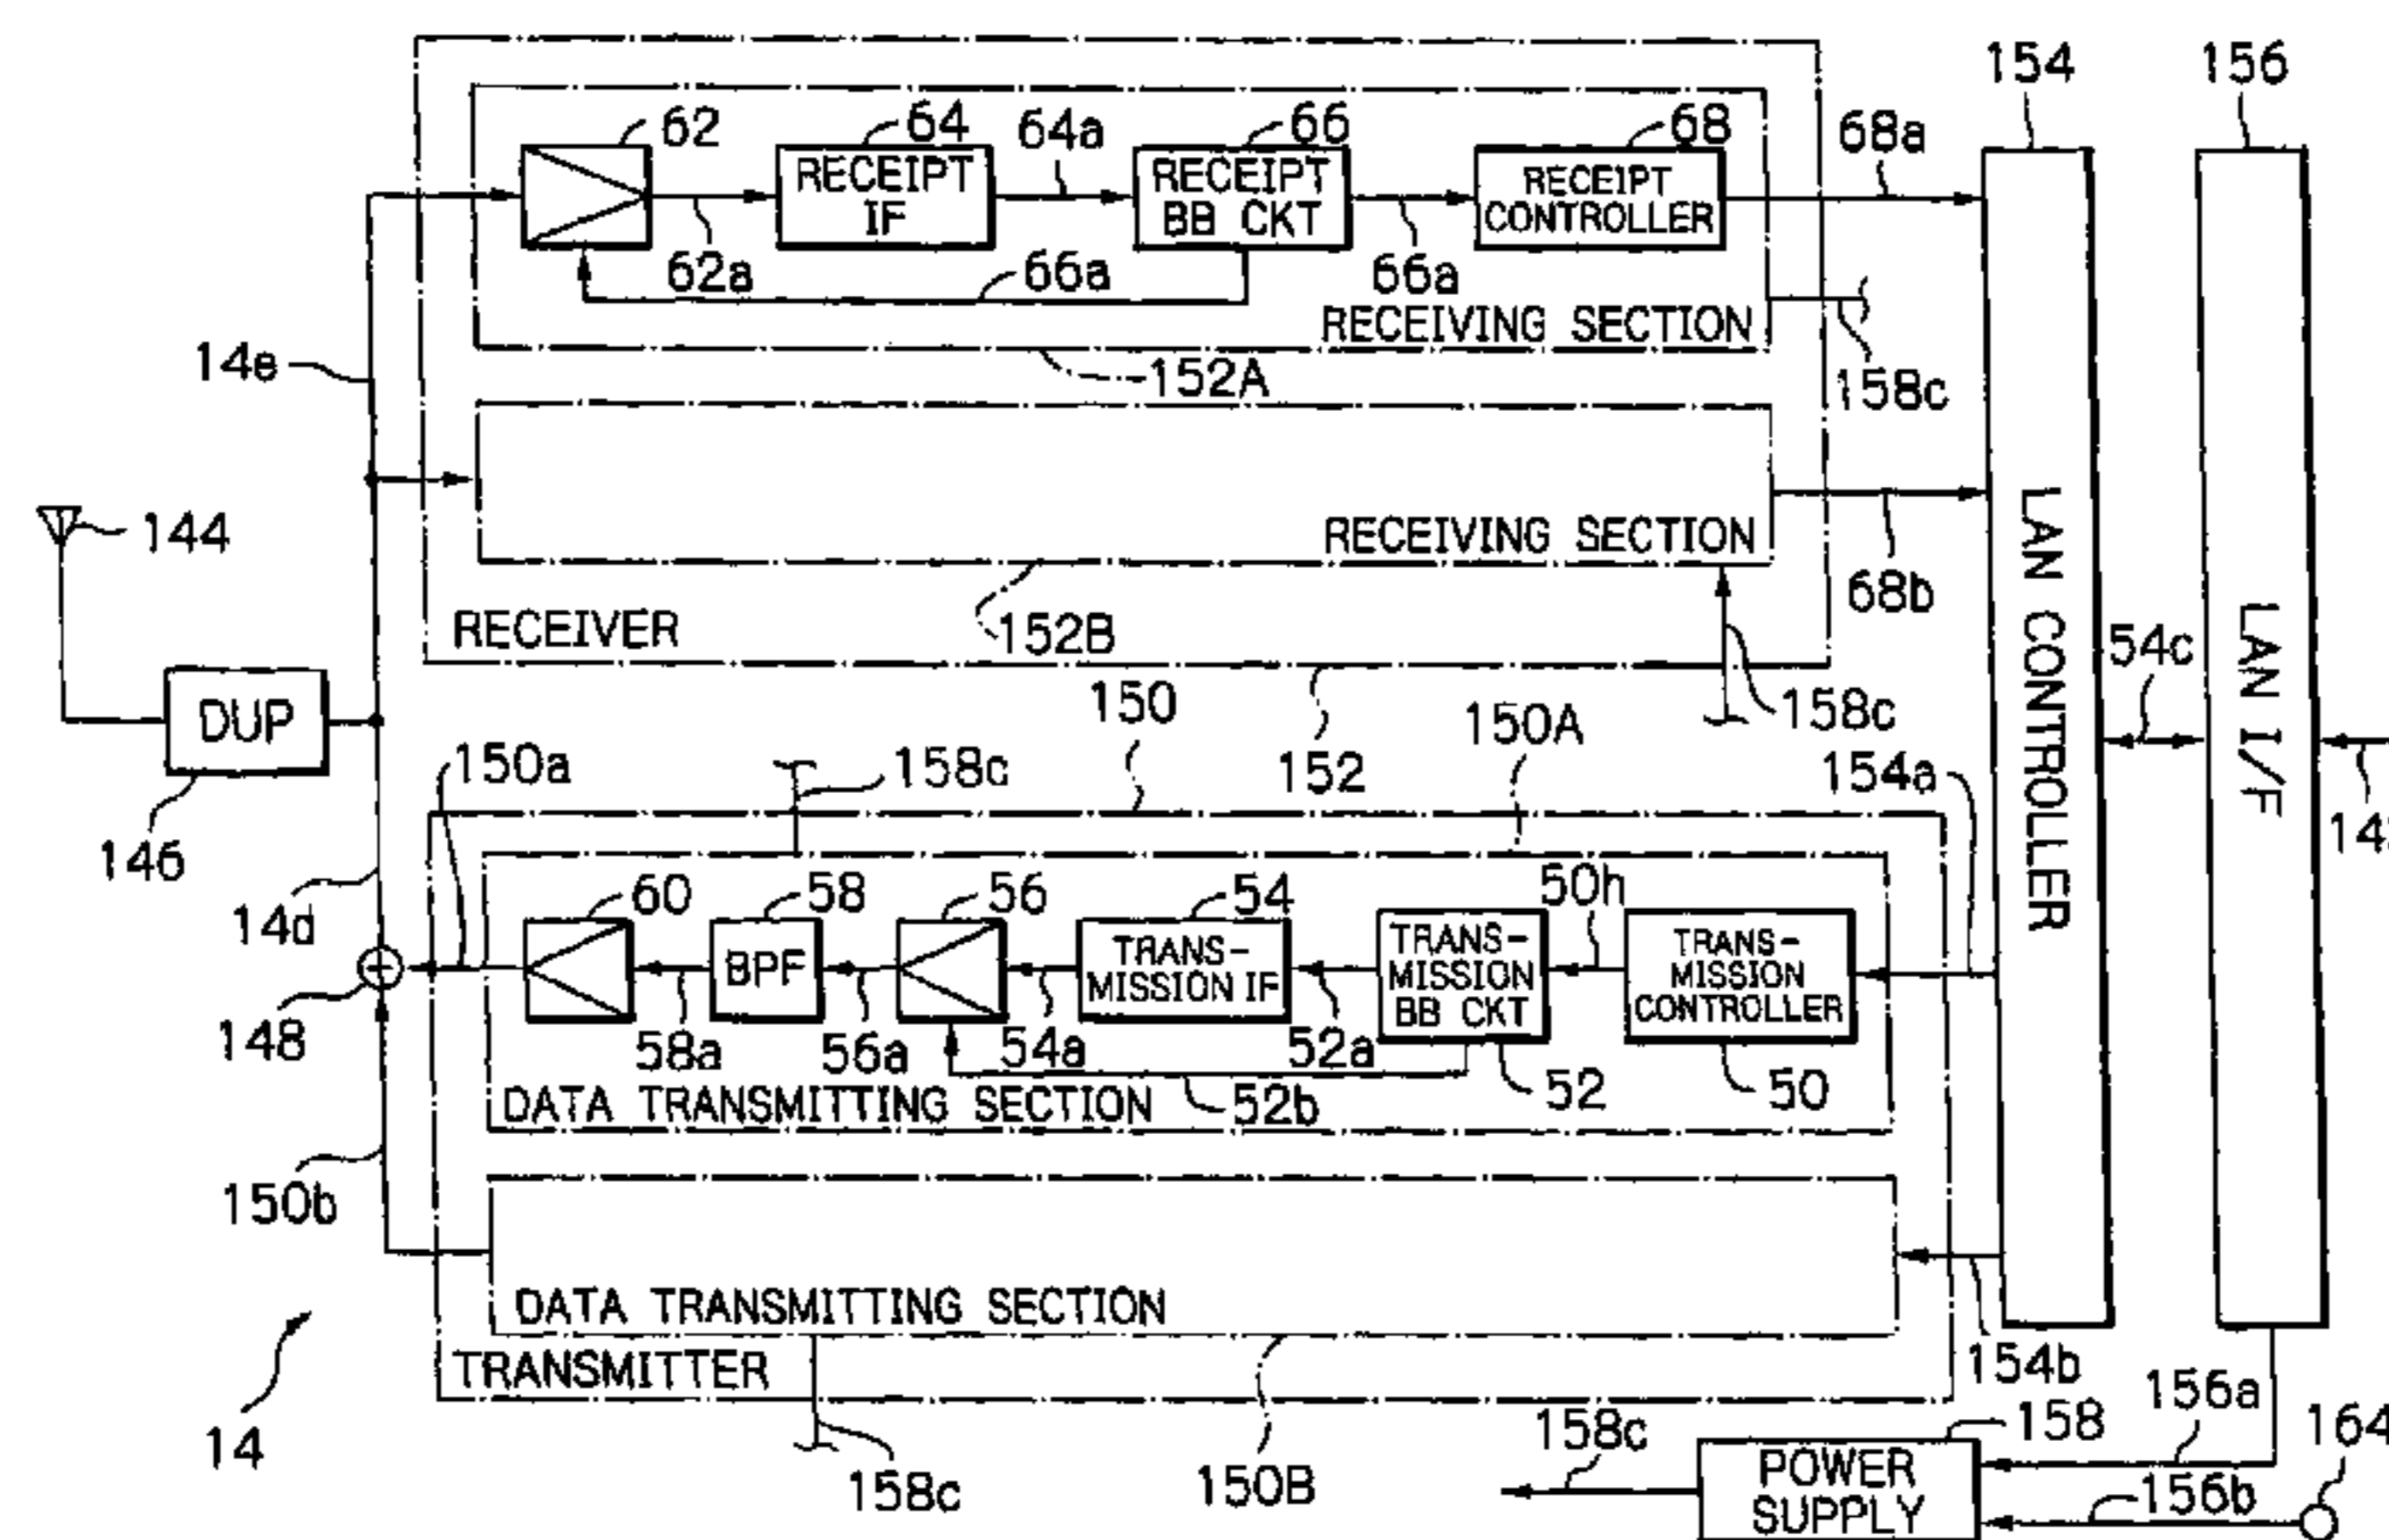 154
156
62
64
64a
66
68
68a
RECEIPT
IF
RECEIPT
BB CKT
RECEIPT
CONTROLLER
62a
66a
66a
RECEIVING SECTION
14e
152A
158c
144
RECEIVING SECTION
68b
RECEIVER
152B
LAN CONTROLLER
LAN I/F
54c
DUP
150
150A
158c
150a
158c
152
154a
146
14d
60
58
56
54
50h
BPF
TRANS-
MISSION IF
TRANS-
MISSION
BB CKT
TRANS-
MISSION
CONTROLLER
148
58a
56a
54a
52a
DATA TRANSMITTING SECTION
52b
52
50
150b
DATA TRANSMITTING SECTION
TRANSMITTER
154b
156a
14
158c
150B
158c
158
164
POWER
SUPPLY
156b